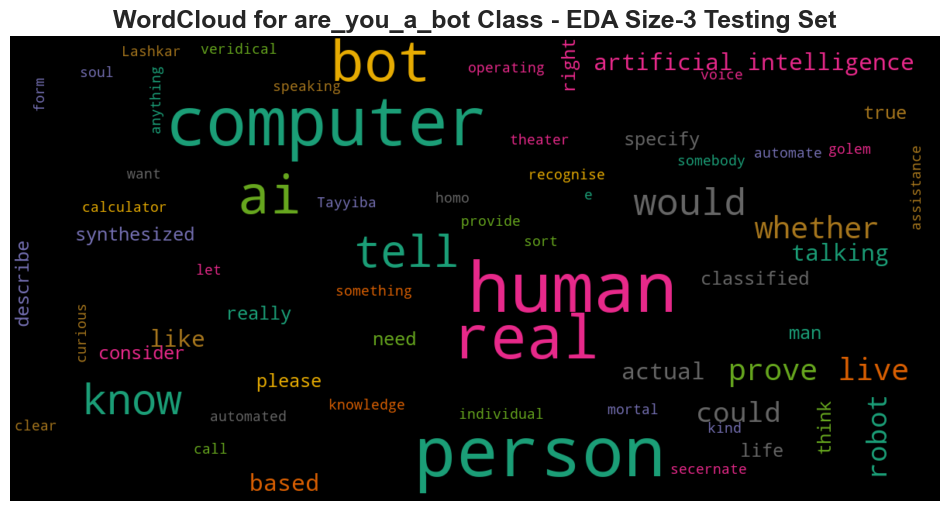 WordCloud for are_you_a_bot Class - EDA Size-3 Testing Set
Lashkar
veridical
bot
right
artificial intelligence
operating
voice
soul
form
anything
speaking
computer
true
theater
specify
somebody
automate
golem
assistance
want
recognise
ai
Tayyiba
homo
e
would
calculator
provide
whether
synthesized
sort
tell
talking
describe
let
human
classified
something
really
real
curious
like
need
man
consider
actual
prove
live
please
know
knowledge
automated
individual
mortal
could
kind
think
robot
clear
call
person
life
secernate
based